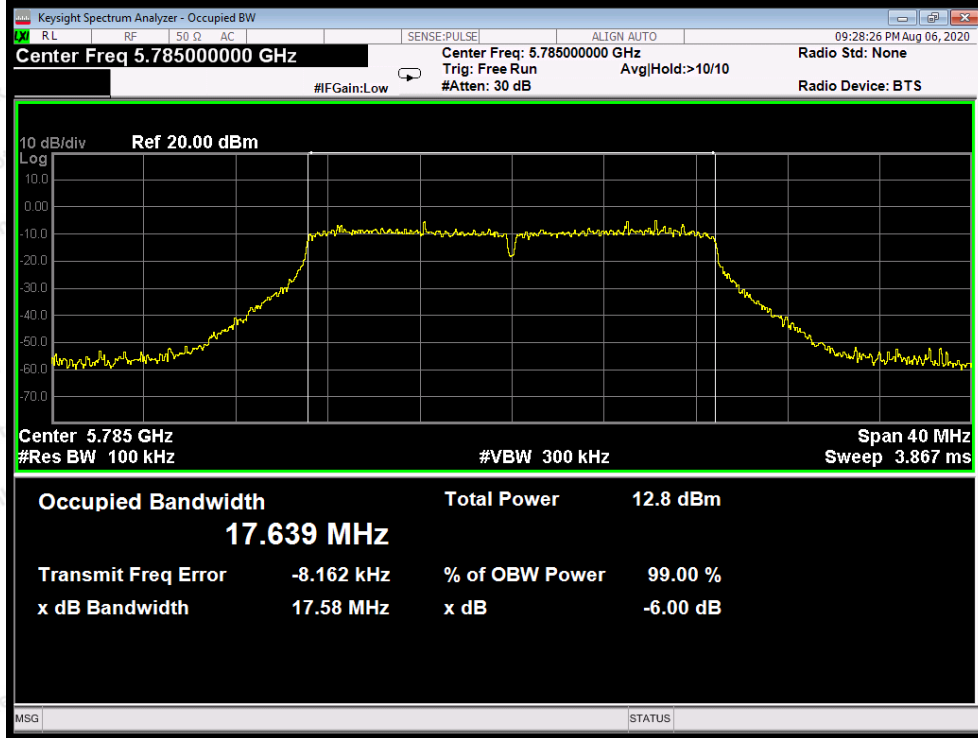 Keysight Spectrum Analyzer - Occupied BW
LXI RL RF 50 Ω AC SENSE:PULSE ALIGN AUTO 09:28:26 PM Aug 06, 2020
Center Freq 5.785000000 GHz Center Freq: 5.785000000 GHz Radio Std: None
Trig: Free Run Avg|Hold:>10/10
#IFGain:Low #Atten: 30 dB Radio Device: BTS
10 dB/div Ref 20.00 dBm
Log
10.0
0.00
-10.0
-20.0
-30.0
-40.0
-50.0
-60.0
-70.0
Center 5.785 GHz Span 40 MHz
#Res BW 100 kHz #VBW 300 kHz Sweep 3.867 ms
Occupied Bandwidth Total Power 12.8 dBm
17.639 MHz
Transmit Freq Error -8.162 kHz % of OBW Power 99.00 %
x dB Bandwidth 17.58 MHz x dB -6.00 dB
MSG STATUS